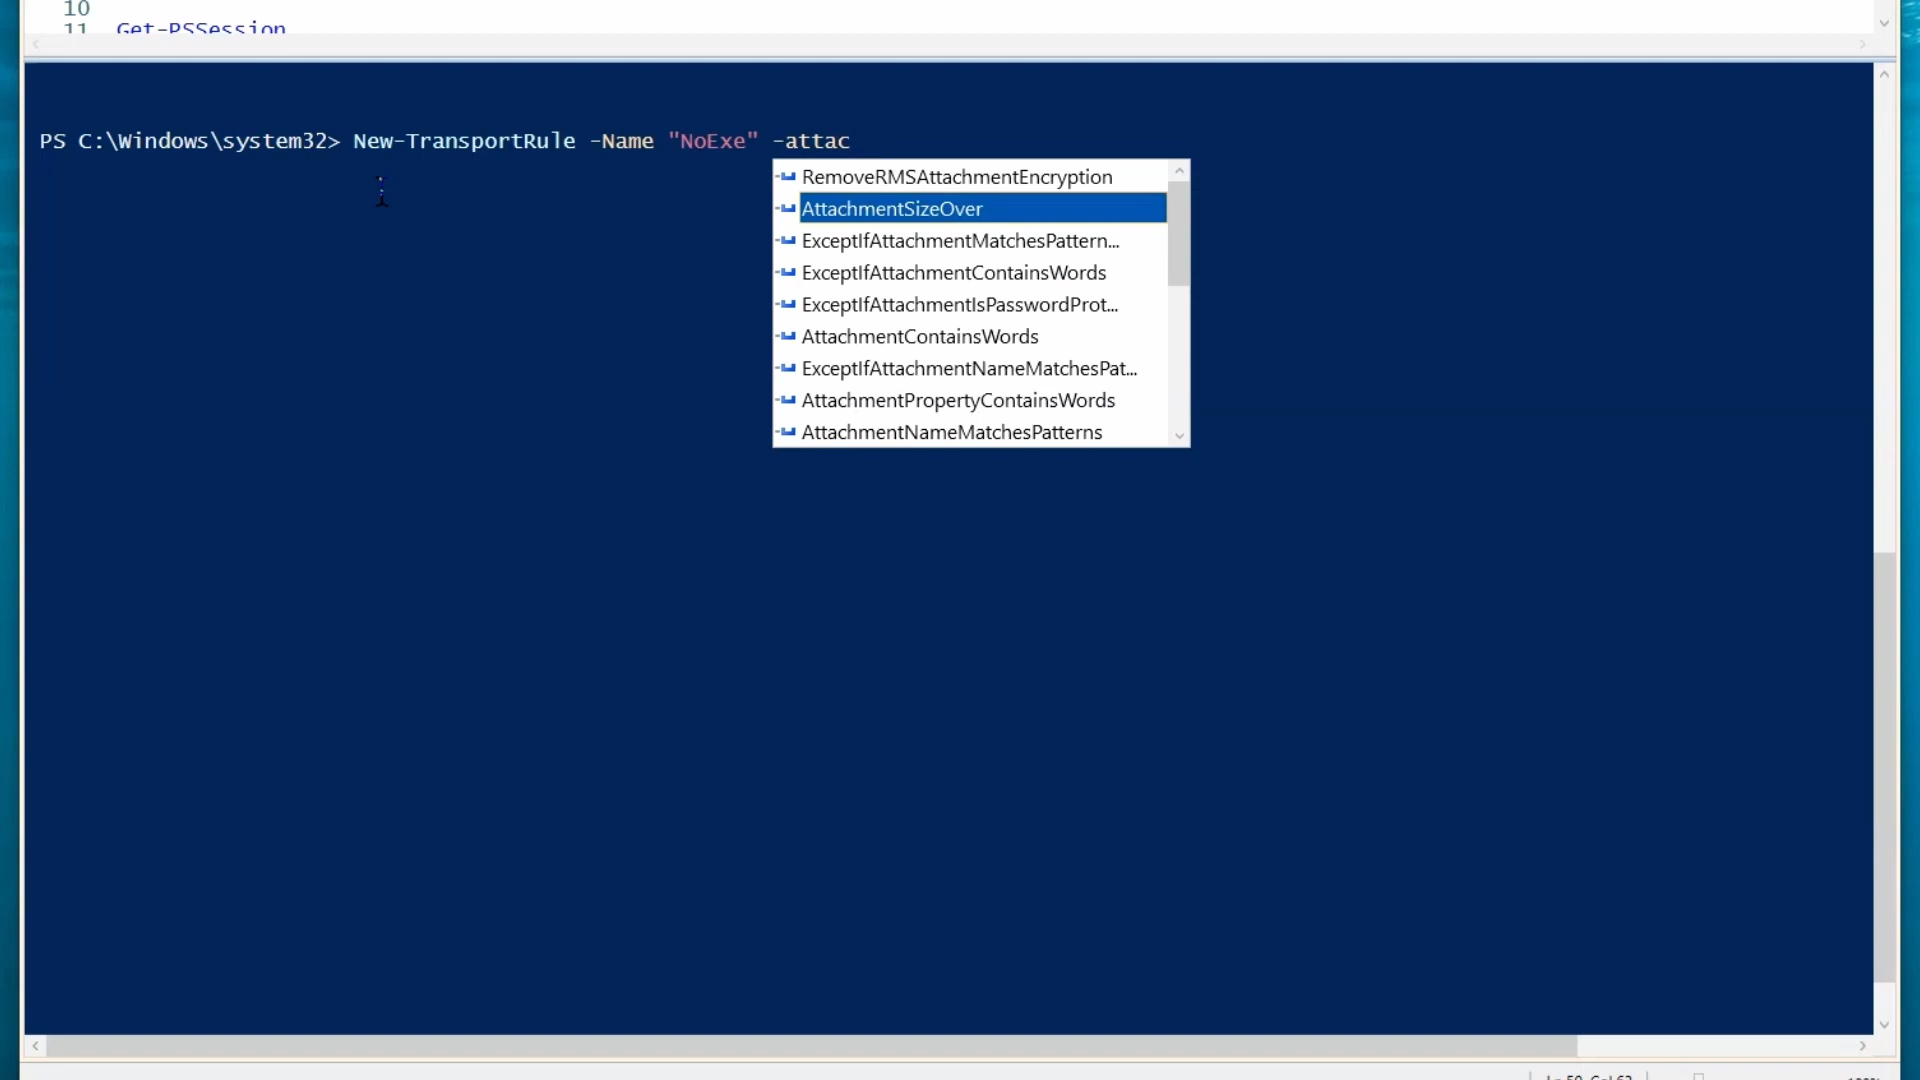 10
11 Get-PSSession
PS C:\Windows\system32> New-TransportRule -Name "NoExe" -attac
RemoveRMSAttachmentEncryption
AttachmentSizeOver
ExceptIfAttachmentMatchesPattern...
ExceptIfAttachmentContainsWords
ExceptIfAttachmentIsPasswordProt...
AttachmentContainsWords
ExceptIfAttachmentNameMatchesPat...
AttachmentPropertyContainsWords
AttachmentNameMatchesPatterns